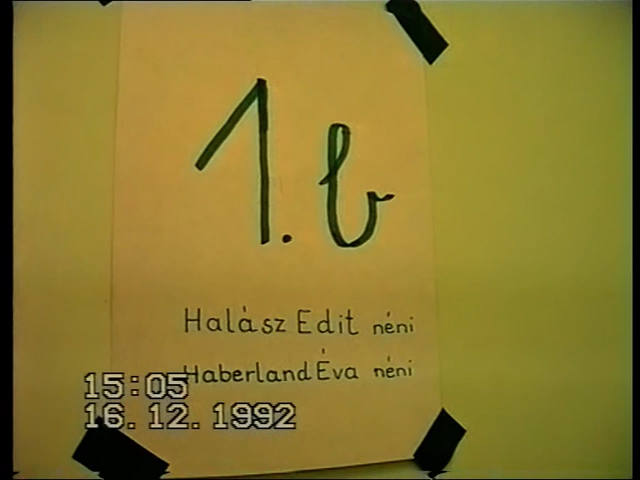 1. b
Halász Edit néni
Haberland Éva néni
15:05
16.12.1992